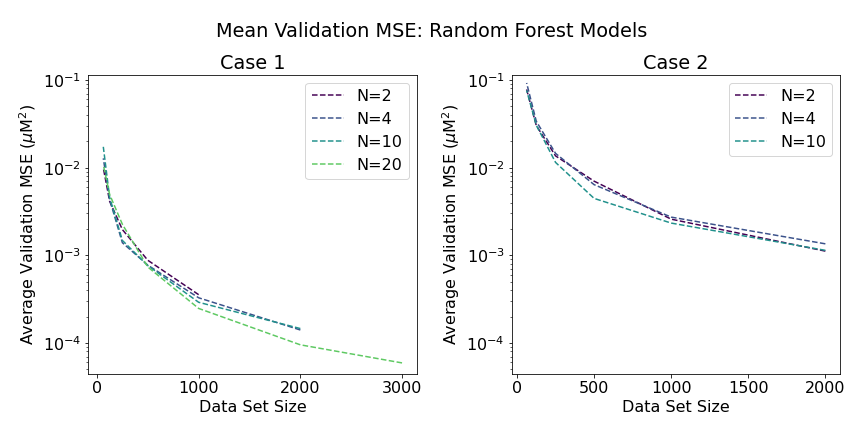 Mean Validation MSE: Random Forest Models
Case 1
Average Validation MSE (μM²)
10⁻¹
10⁻²
10⁻³
10⁻⁴
N=2
N=4
N=10
N=20
0 1000 2000 3000
Data Set Size
Case 2
Average Validation MSE (μM²)
10⁻¹
10⁻²
10⁻³
10⁻⁴
N=2
N=4
N=10
0 500 1000 1500 2000
Data Set Size